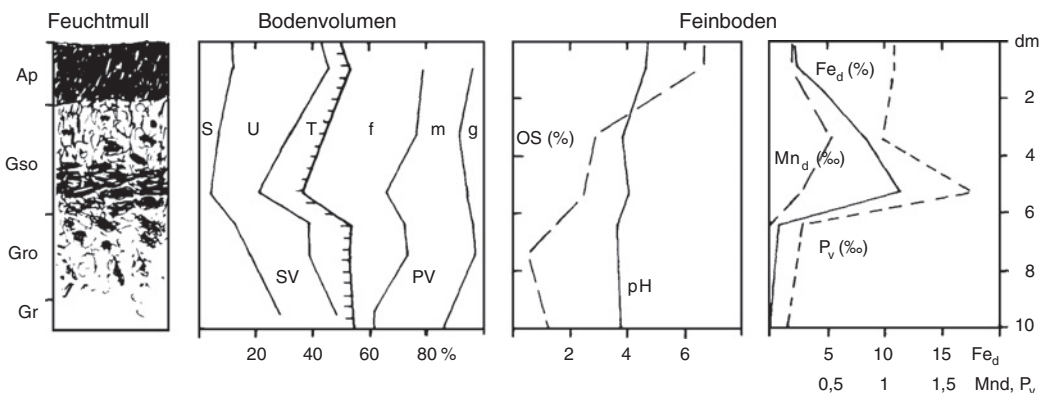 Feuchtmull Bodenvolumen Feinboden
dm
Ap
Gso
Gro
Gr
S U T f m g
SV PV
20 40 60 80 %
OS (%)
pH
2 4 6
Fed (%)
Mnd (‰)
Pv (‰)
2
4
6
8
10
5 10 15 Fed
0,5 1 1,5 Mnd, Pv